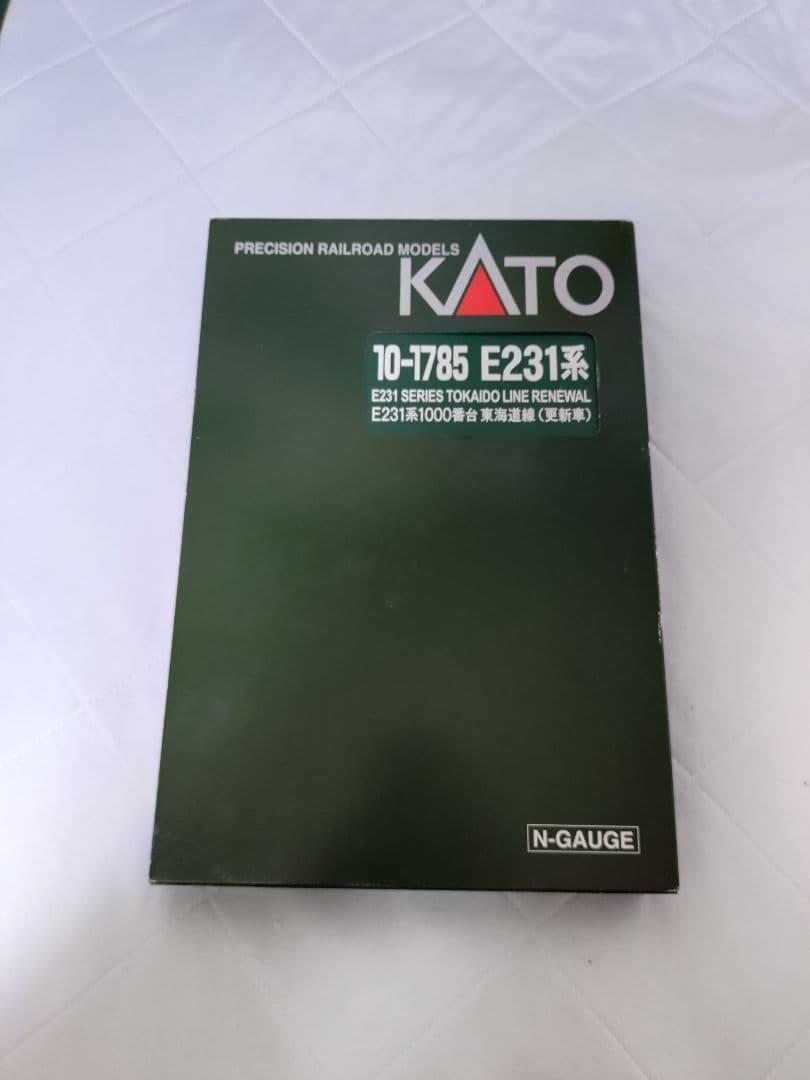 PRECISION RAILROAD MODELS
KATO
10-1785 E231系
E231 SERIES TOKAIDO LINE RENEWAL
E231系1000番台 東海道線(更新車)
N-GAUGE